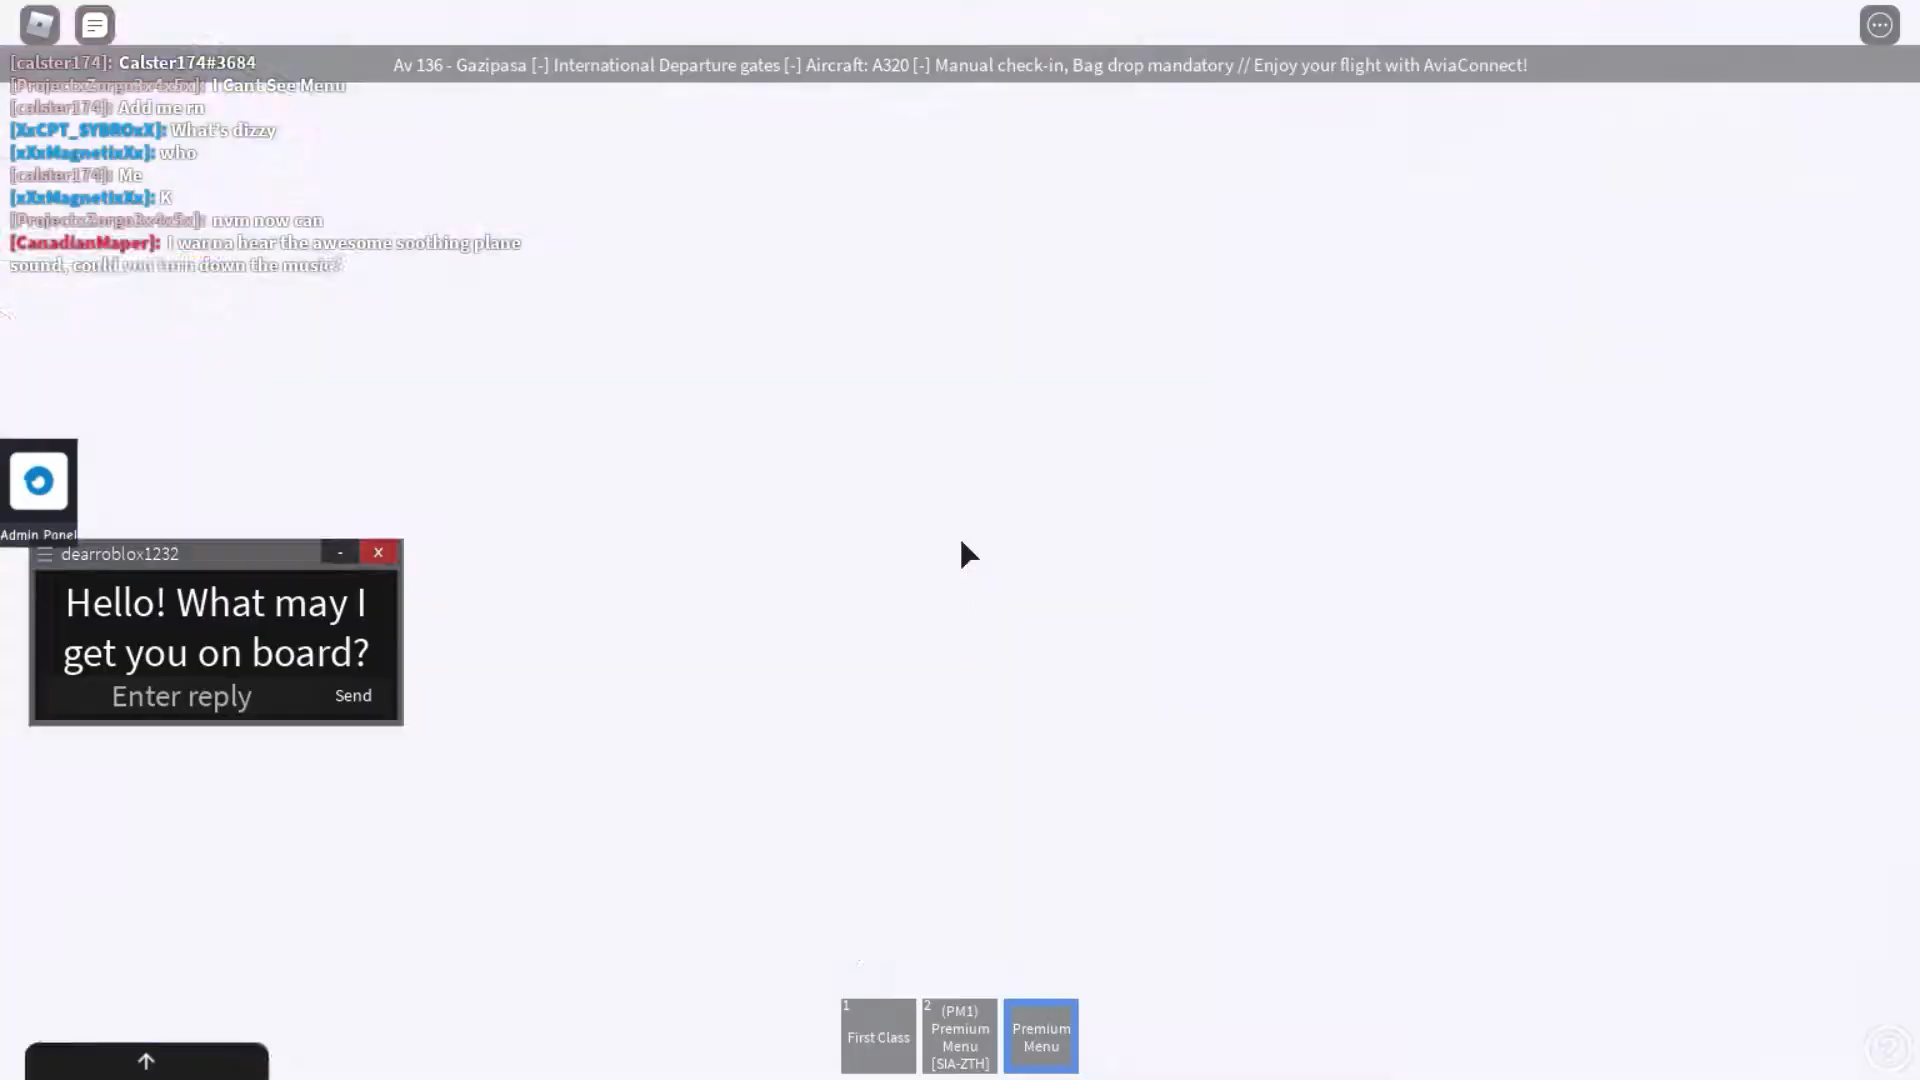 Av 136 - Gazipasa [-] International Departure gates [-] Aircraft: A320 [-] Manual check-in, Bag drop mandatory // Enjoy your flight with AviaConnect!
[calster174]: Calster174#3684
I Cant See Menu
[calster174]: Add me rn
[XxCPT_SYBROxX]: What's dizzy
[xXxMagnetixXx]: who
[calster174]: Me
[xXxMagnetixXx]: K
nvm now can
[CanadianMaper]: I wanna hear the awesome soothing plane
sound, could you turn down the music?
Admin Panel
dearroblox1232 - X
Hello! What may I
get you on board?
Enter reply Send
1
First Class
2
(PM1)
Premium
Menu
[SIA-ZTH]
Premium
Menu